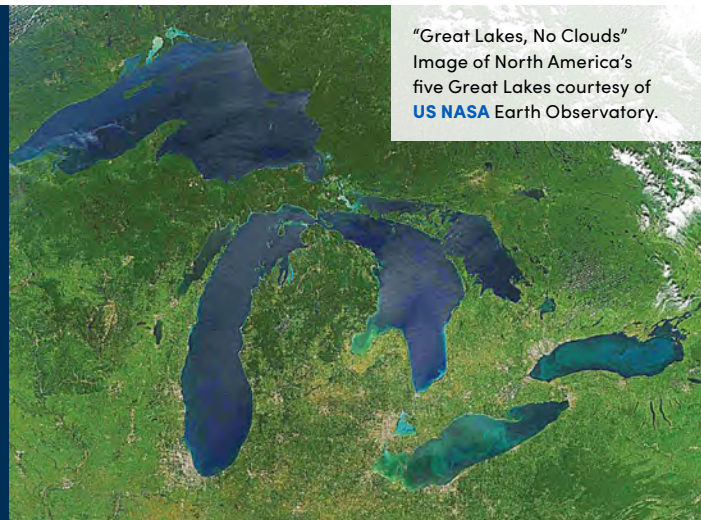 “Great Lakes, No Clouds”
Image of North America’s
five Great Lakes courtesy of
US NASA Earth Observatory.